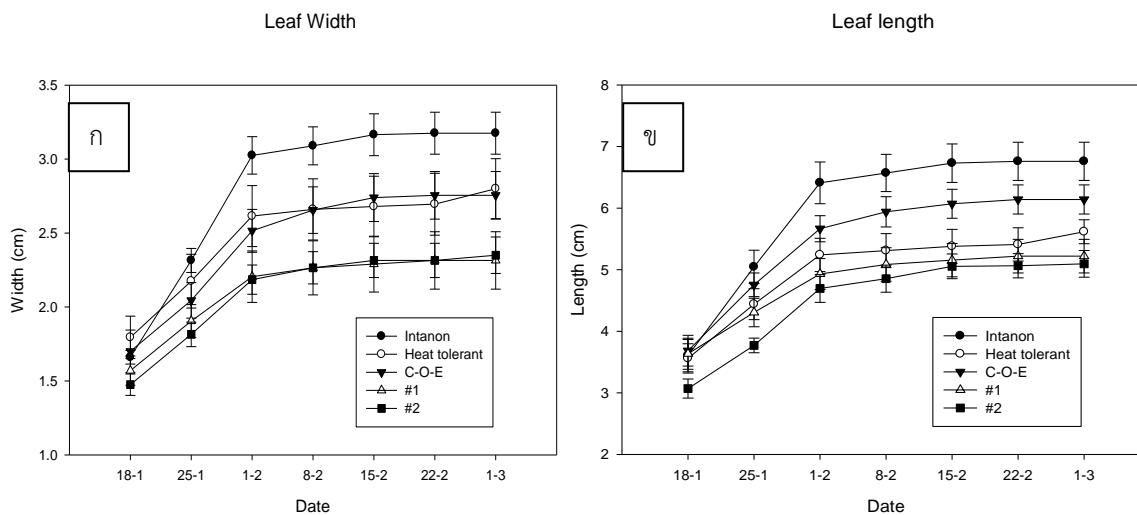 Leaf Width
Leaf length
3.5
3.0
2.5
2.0
1.5
1.0
Width (cm)
ก
Intanon
Heat tolerant
C-O-E
#1
#2
18-1
25-1
1-2
8-2
15-2
22-2
1-3
Date
8
7
6
5
4
3
2
Length (cm)
ข
Intanon
Heat tolerant
C-O-E
#1
#2
18-1
25-1
1-2
8-2
15-2
22-2
1-3
Date